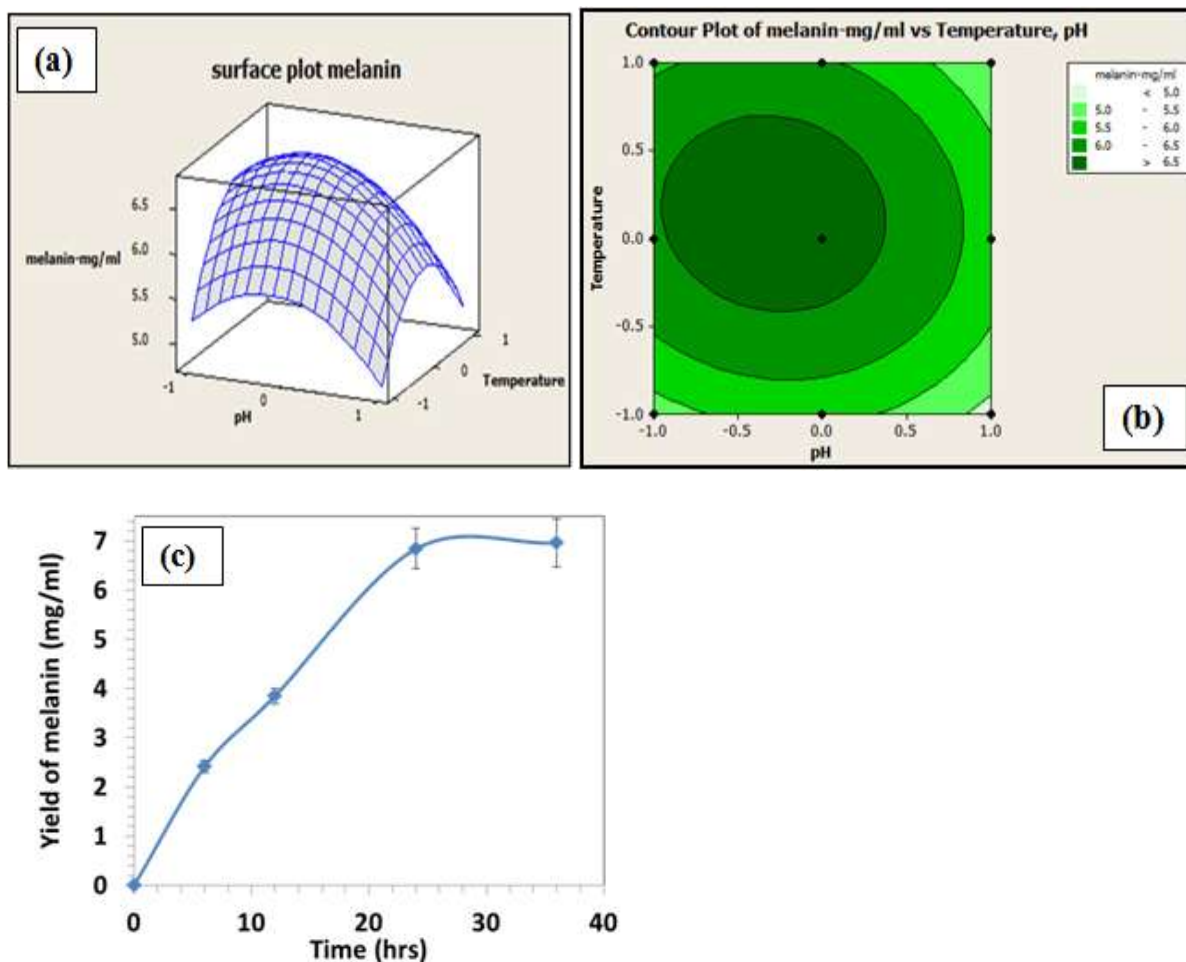 (a)
surface plot melanin
6.5
6.0
melanin-mg/ml
5.5
5.0
-1
0
1
pH
-1
0
1
Temperature
Contour Plot of melanin-mg/ml vs Temperature, pH
1.0
0.5
0.0
-0.5
-1.0
Temperature
-1.0 -0.5 0.0 0.5 1.0
pH
melanin-mg/ml
< 5.0
5.0 - 5.5
5.5 - 6.0
6.0 - 6.5
> 6.5
(b)
(c)
7
6
5
4
3
2
1
0
Yield of melanin (mg/ml)
0 10 20 30 40
Time (hrs)